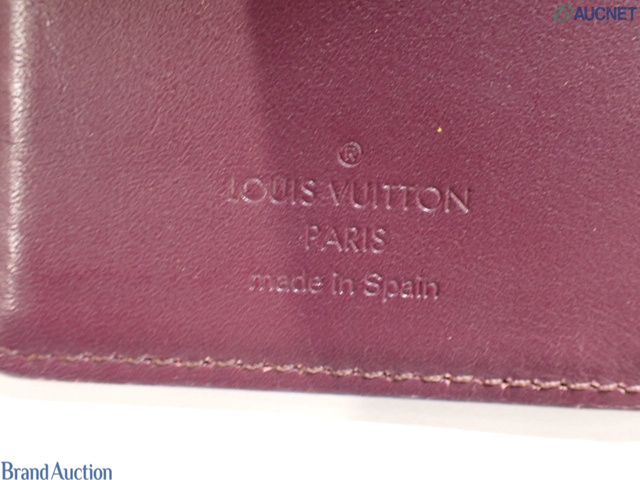 AUCNET
®
LOUIS VUITTON
PARIS
made in Spain
Brand Auction